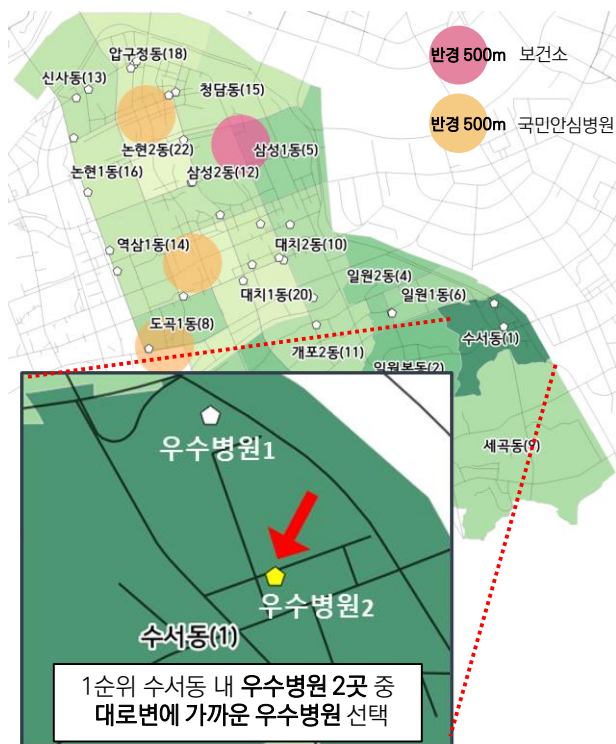 반경 500m 보건소
반경 500m 국민안심병원
압구정동(18)
신사동(13)
청담동(15)
논현2동(22)
삼성1동(5)
논현1동(16)
삼성2동(12)
역삼1동(14)
대치2동(10)
일원2동(4)
대치1동(20)
일원1동(6)
도곡1동(8)
수서동(1)
개포2동(11)
일원본동(2)
세곡동(9)
우수병원1
우수병원2
수서동(1)
1순위 수서동 내 우수병원 2곳 중
대로변에 가까운 우수병원 선택